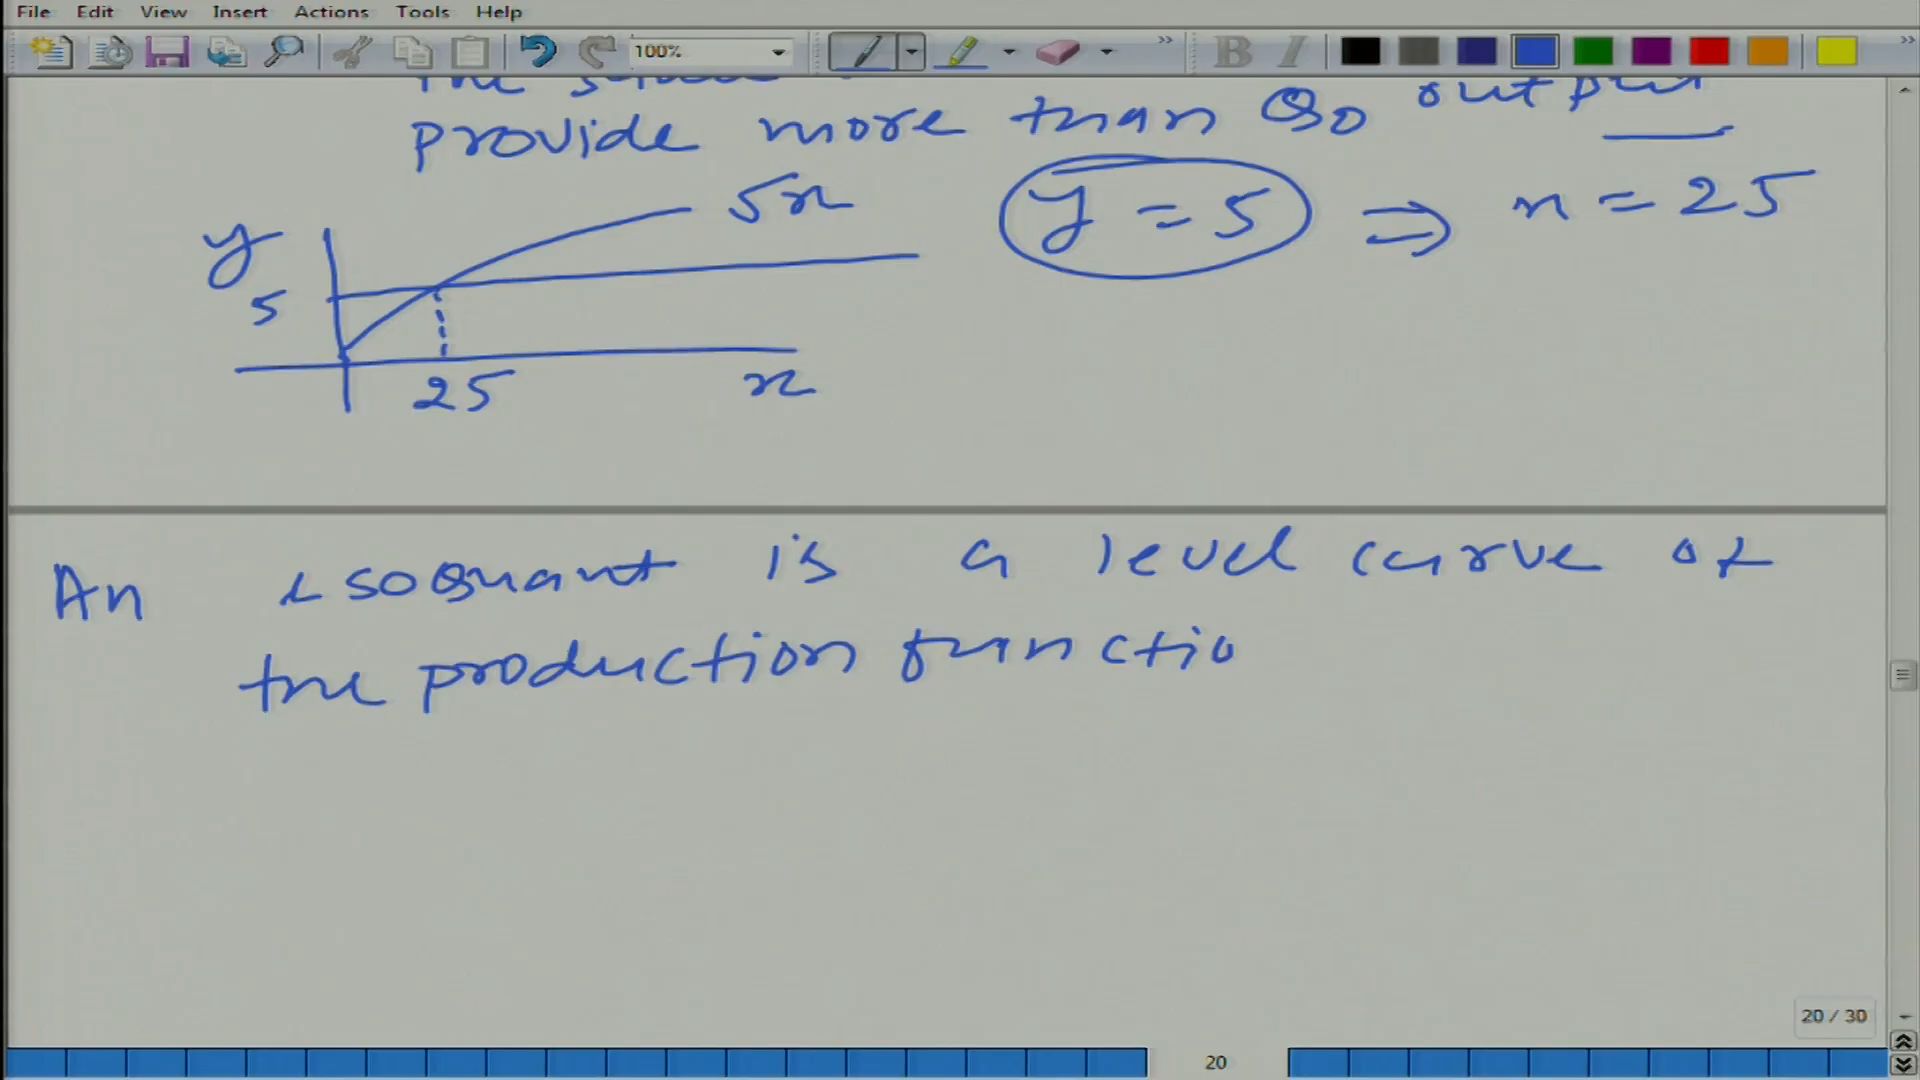 File Edit View Insert Actions Tools Help
100%
B I
output
provide more than Q0
y 5x y = 5 ⇒ x = 25
5
25 x
An isoquant is a level curve of
the production functio
20 / 30
20